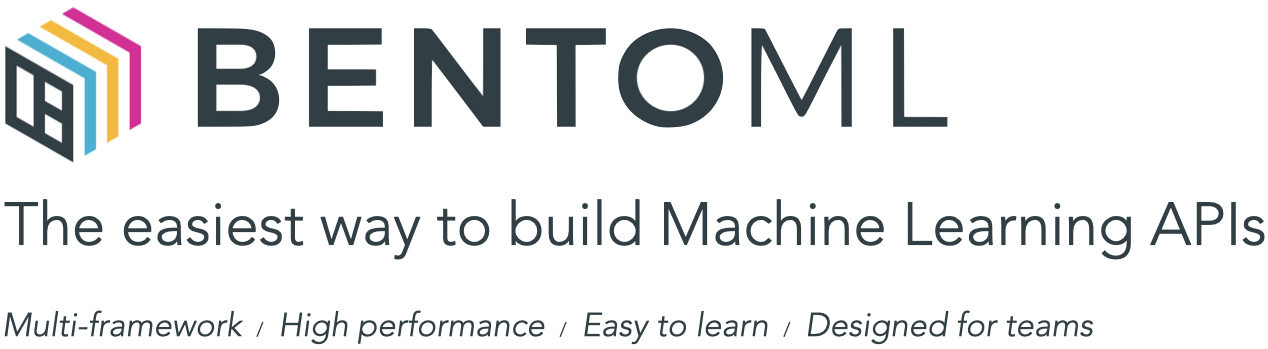 BENTOML
The easiest way to build Machine Learning APIs
Multi-framework / High performance / Easy to learn / Designed for teams